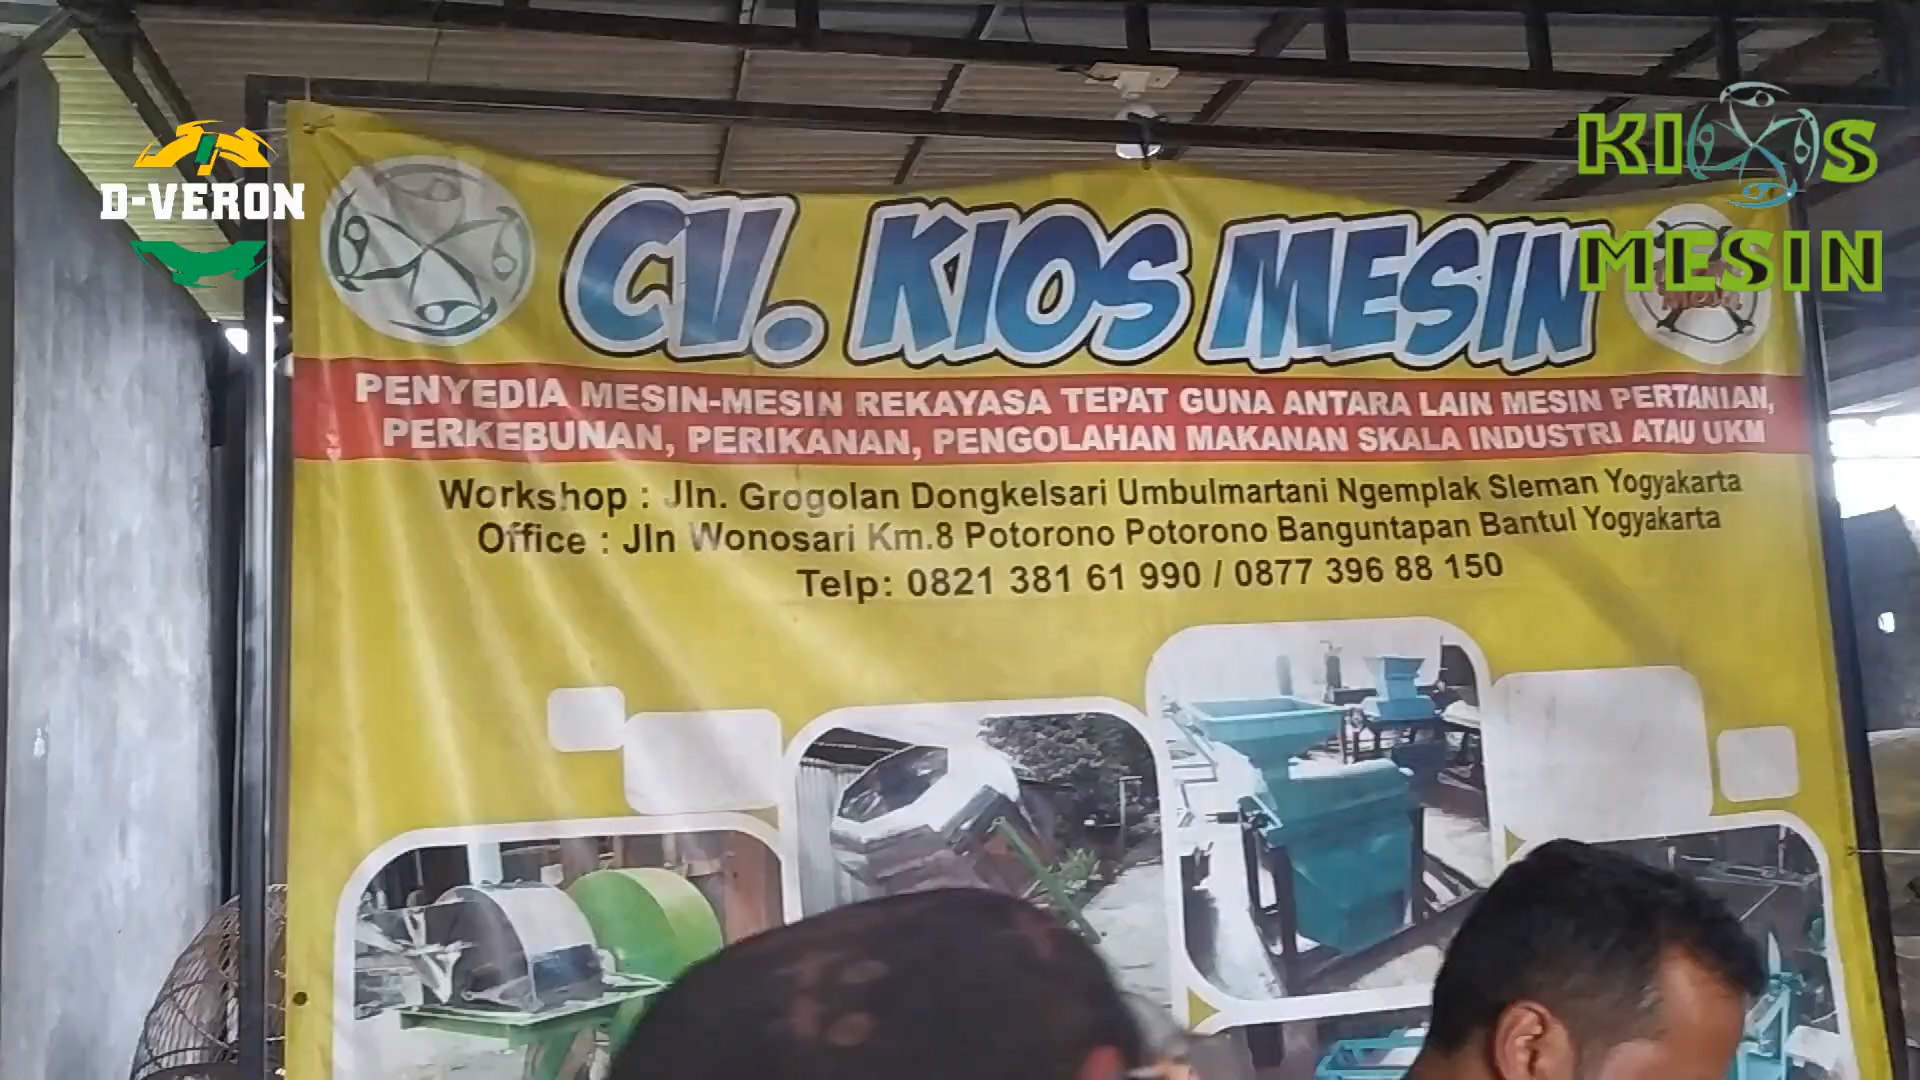 D-VERON
KIOS
MESIN
CV. KIOS MESIN
PENYEDIA MESIN-MESIN REKAYASA TEPAT GUNA ANTARA LAIN MESIN PERTANIAN,
PERKEBUNAN, PERIKANAN, PENGOLAHAN MAKANAN SKALA INDUSTRI ATAU UKM
Workshop : Jln. Grogolan Dongkelsari Umbulmartani Ngemplak Sleman Yogyakarta
Office : Jln Wonosari Km.8 Potorono Potorono Banguntapan Bantul Yogyakarta
Telp: 0821 381 61 990 / 0877 396 88 150